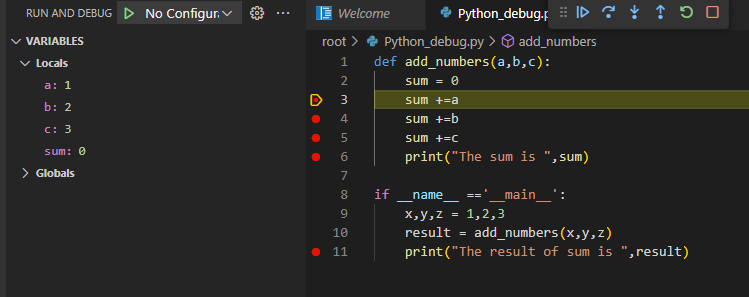 RUN AND DEBUG No Configur
VARIABLES
Locals
a: 1
b: 2
c: 3
sum: 0
Globals
Welcome Python_debug.p
root > Python_debug.py > add_numbers
1 def add_numbers(a,b,c):
2 sum = 0
3 sum +=a
4 sum +=b
5 sum +=c
6 print("The sum is ",sum)
7
8 if __name__ =='__main__':
9 x,y,z = 1,2,3
10 result = add_numbers(x,y,z)
11 print("The result of sum is ",result)